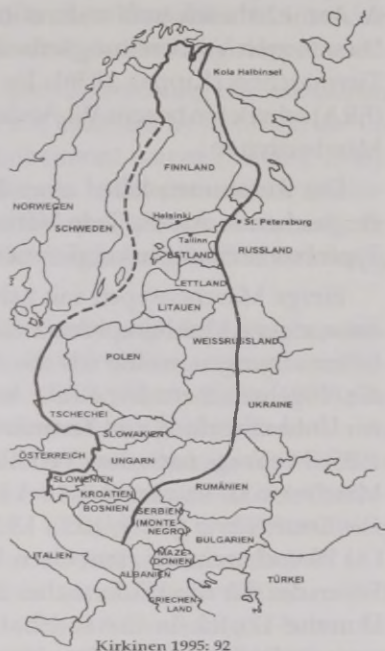 Kola Halbinsel
FINNLAND
NORWEGEN
SCHWEDEN
Helsinki
St. Petersburg
Tallinn
ESTLAND
RUSSLAND
LETTLAND
LITAUEN
WEISSRUSSLAND
POLEN
TSCHECHEI
UKRAINE
SLOWAKIEN
ÖSTERREICH
UNGARN
SLOWENIEN
KROATIEN
RUMÄNIEN
BOSNIEN
SERBIEN
(MONTE-
NEGRO)
BULGARIEN
ITALIEN
MAZE-
DONIEN
ALBANIEN
TÜRKEI
GRIECHEN-
LAND
Kirkinen 1995: 92